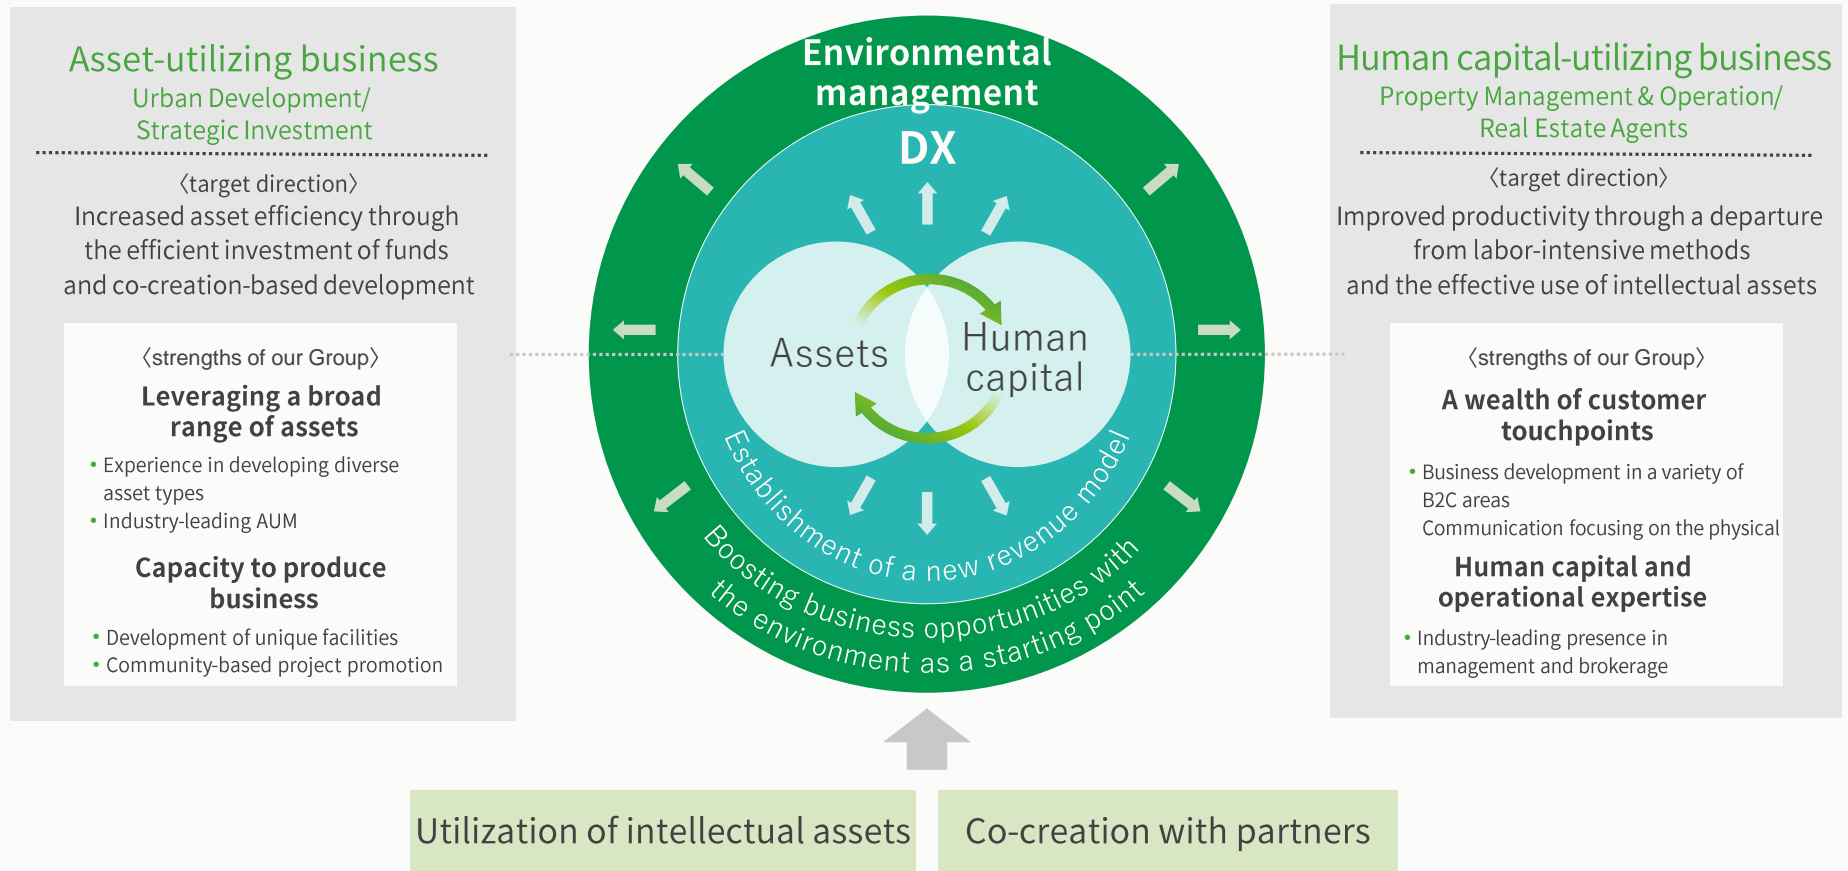 Asset-utilizing business
Urban Development/
Strategic Investment
〈target direction〉
Increased asset efficiency through
the efficient investment of funds
and co-creation-based development
〈strengths of our Group〉
Leveraging a broad
range of assets
• Experience in developing diverse
asset types
• Industry-leading AUM
Capacity to produce
business
• Development of unique facilities
• Community-based project promotion
Environmental
management
DX
Assets
Human
capital
Establishment of a new revenue model
Boosting business opportunities with
the environment as a starting point
Human capital-utilizing business
Property Management & Operation/
Real Estate Agents
〈target direction〉
Improved productivity through a departure
from labor-intensive methods
and the effective use of intellectual assets
〈strengths of our Group〉
A wealth of customer
touchpoints
• Business development in a variety of
B2C areas
Communication focusing on the physical
Human capital and
operational expertise
• Industry-leading presence in
management and brokerage
Utilization of intellectual assets
Co-creation with partners